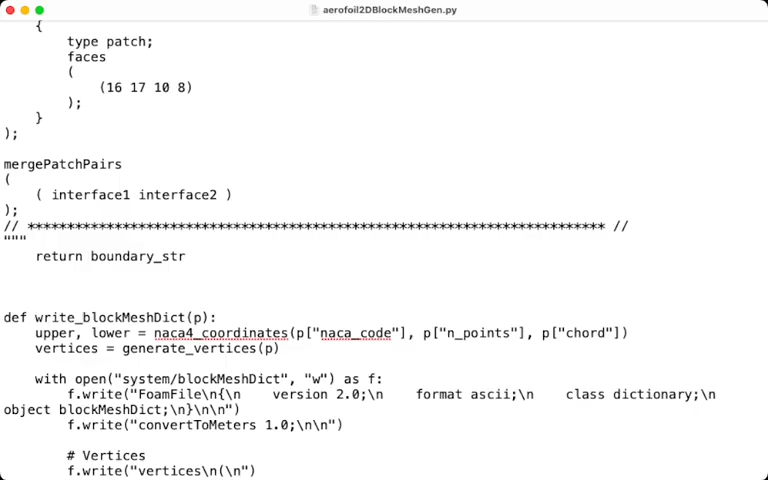 aerofoil2DBlockMeshGen.py
{
type patch;
faces
(
(16 17 10 8)
);
}
);
mergePatchPairs
(
( interface1 interface2 )
);
// ************************************************************************* //
"""
return boundary_str
def write_blockMeshDict(p):
upper, lower = naca4_coordinates(p["naca_code"], p["n_points"], p["chord"])
vertices = generate_vertices(p)
with open("system/blockMeshDict", "w") as f:
f.write("FoamFile\n{\n    version 2.0;\n    format ascii;\n    class dictionary;\n
object blockMeshDict;\n}\n\n")
f.write("convertToMeters 1.0;\n\n")
# Vertices
f.write("vertices\n(\n")